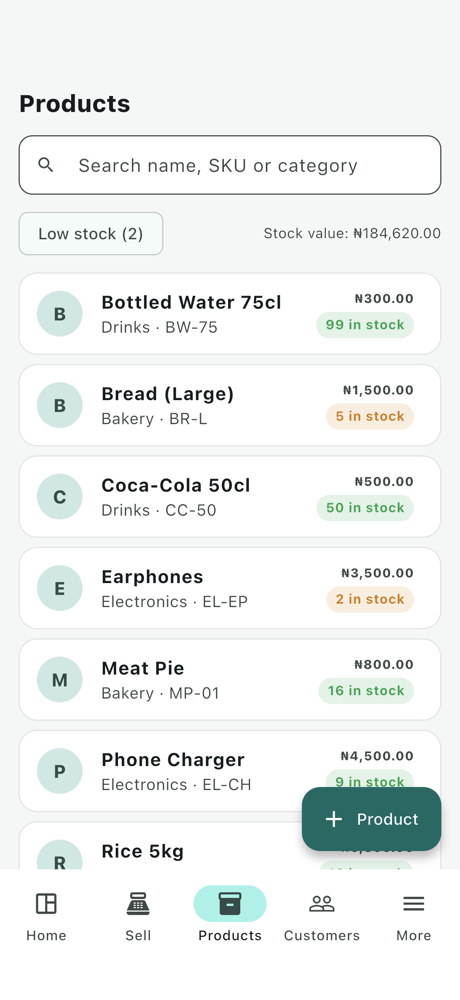 Products
Search name, SKU or category
Low stock (2)
Stock value: ₦184,620.00
B
Bottled Water 75cl
Drinks · BW-75
₦300.00
99 in stock
B
Bread (Large)
Bakery · BR-L
₦1,500.00
5 in stock
C
Coca-Cola 50cl
Drinks · CC-50
₦500.00
50 in stock
E
Earphones
Electronics · EL-EP
₦3,500.00
2 in stock
M
Meat Pie
Bakery · MP-01
₦800.00
16 in stock
P
Phone Charger
Electronics · EL-CH
₦4,500.00
9 in stock
R
Rice 5kg
+ Product
Home
Sell
Products
Customers
More